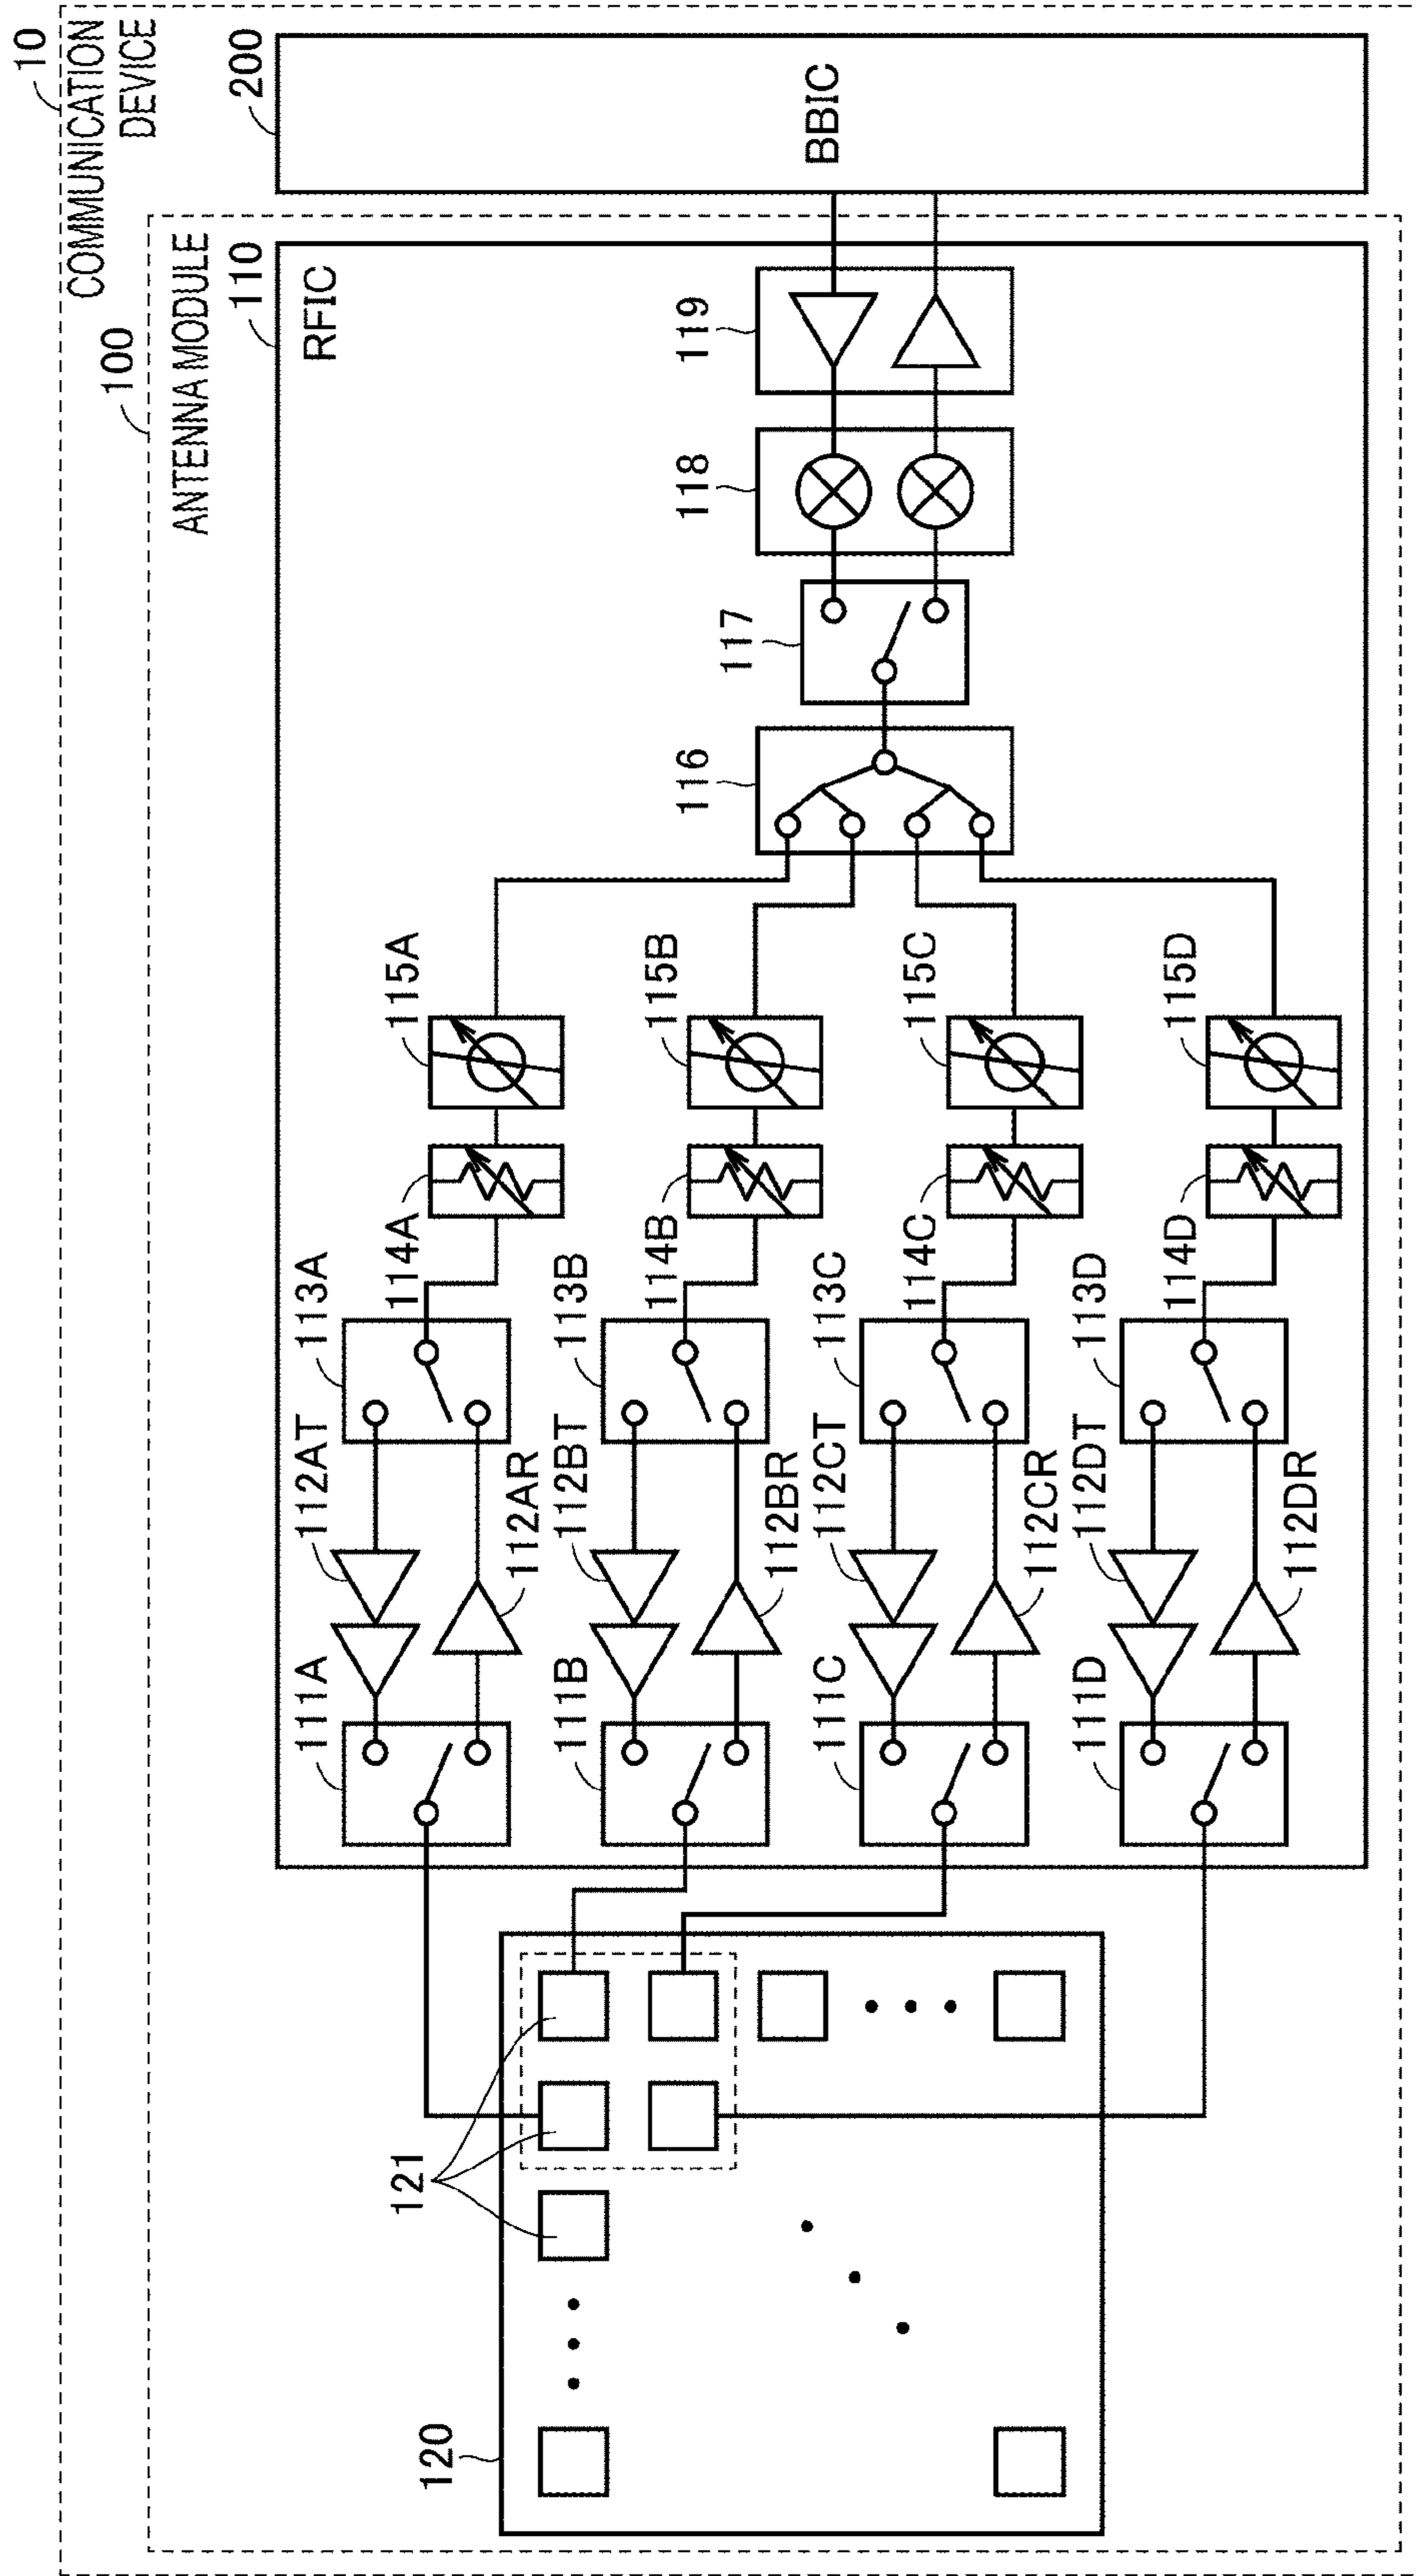 10
COMMUNICATION
DEVICE
100
ANTENNA MODULE
200
BBIC
110
RFIC
119
118
117
116
115A
115B
115C
115D
114A
114B
114C
114D
113A
113B
113C
113D
112AT
112BT
112CT
112DT
112AR
112BR
112CR
112DR
111A
111B
111C
111D
121
120